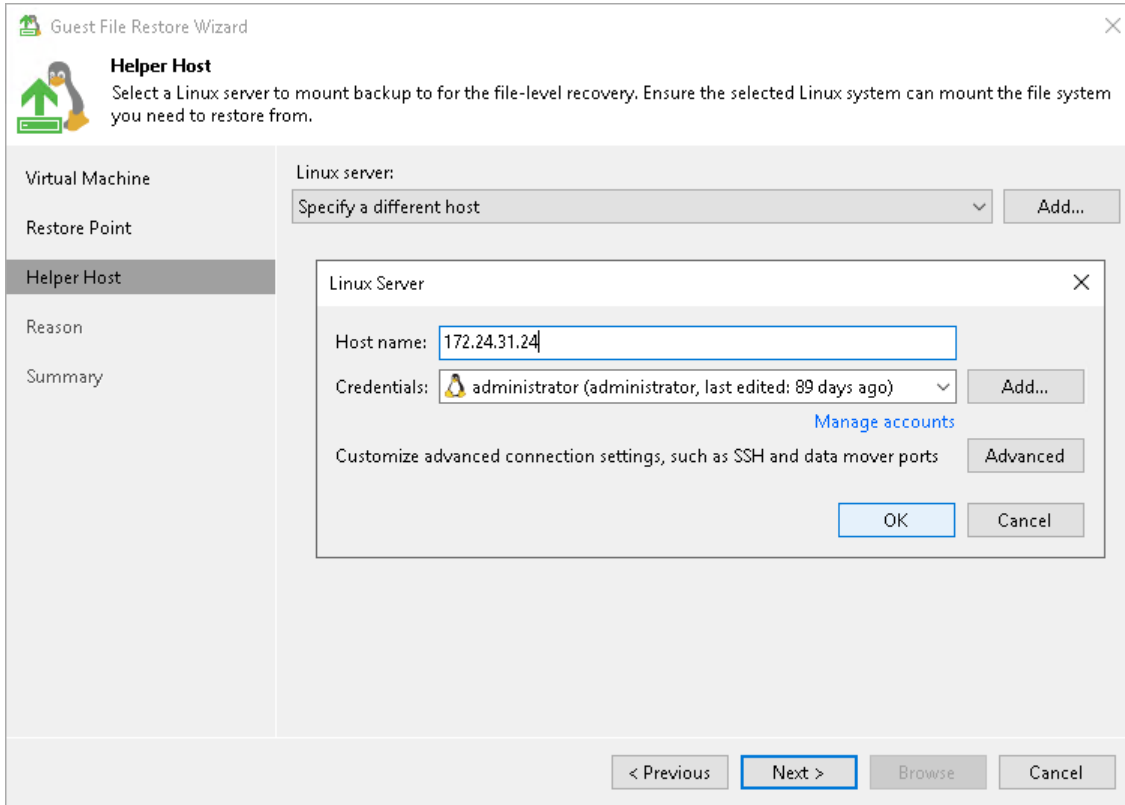 Guest File Restore Wizard
Helper Host
Select a Linux server to mount backup to for the file-level recovery. Ensure the selected Linux system can mount the file system
you need to restore from.
Virtual Machine
Restore Point
Helper Host
Reason
Summary
Linux server:
Specify a different host
Add...
Linux Server
Host name: 172.24.31.24
Credentials: administrator (administrator, last edited: 89 days ago) Add...
Manage accounts
Customize advanced connection settings, such as SSH and data mover ports Advanced
OK Cancel
< Previous Next > Browse Cancel